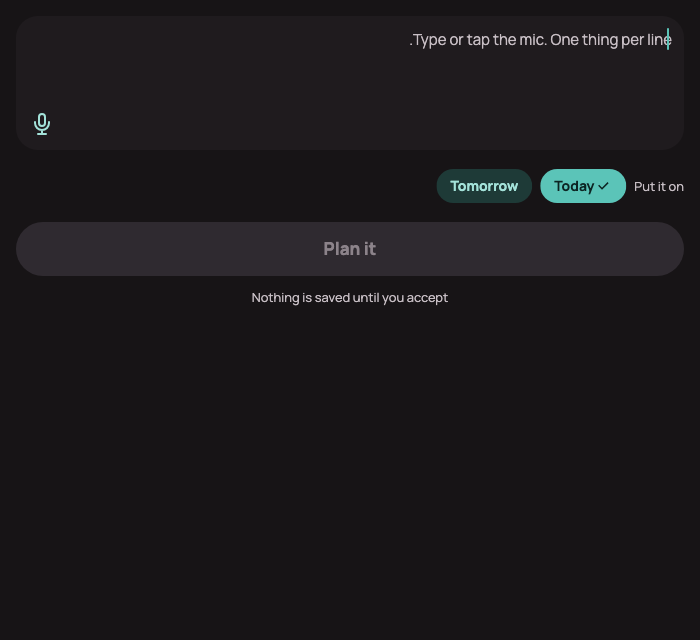 .Type or tap the mic. One thing per line
Put it on Today Tomorrow
Plan it
Nothing is saved until you accept